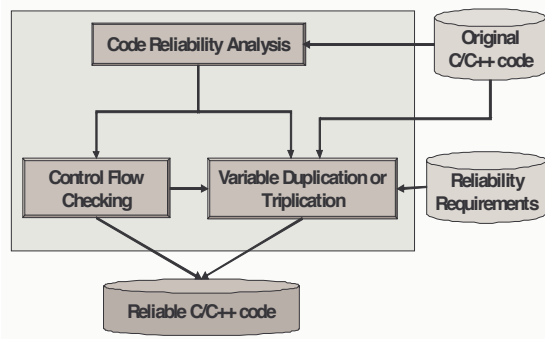 Code Reliability Analysis
Original
C/C++ code
Control Flow
Checking
Variable Duplication or
Triplication
Reliability
Requirements
Reliable C/C++ code